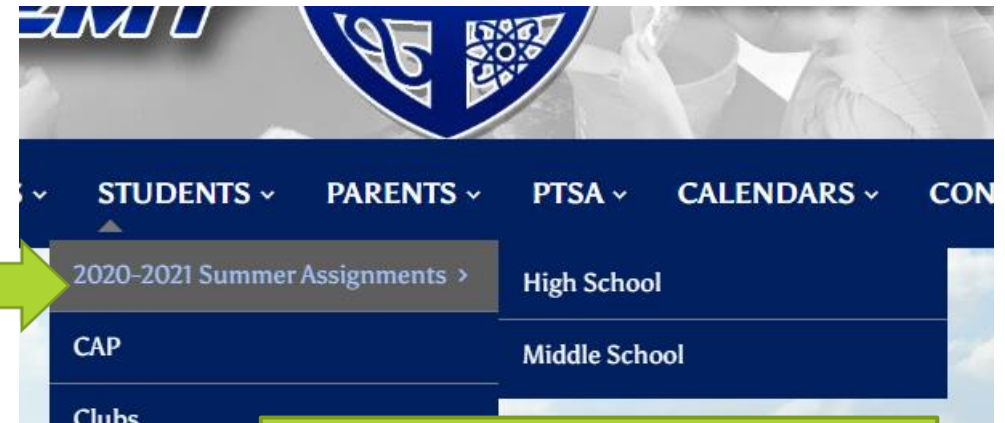 STUDENTS PARENTS PTSA CALENDARS
2020-2021 Summer Assignments > High School
CAP Middle School
Clubs